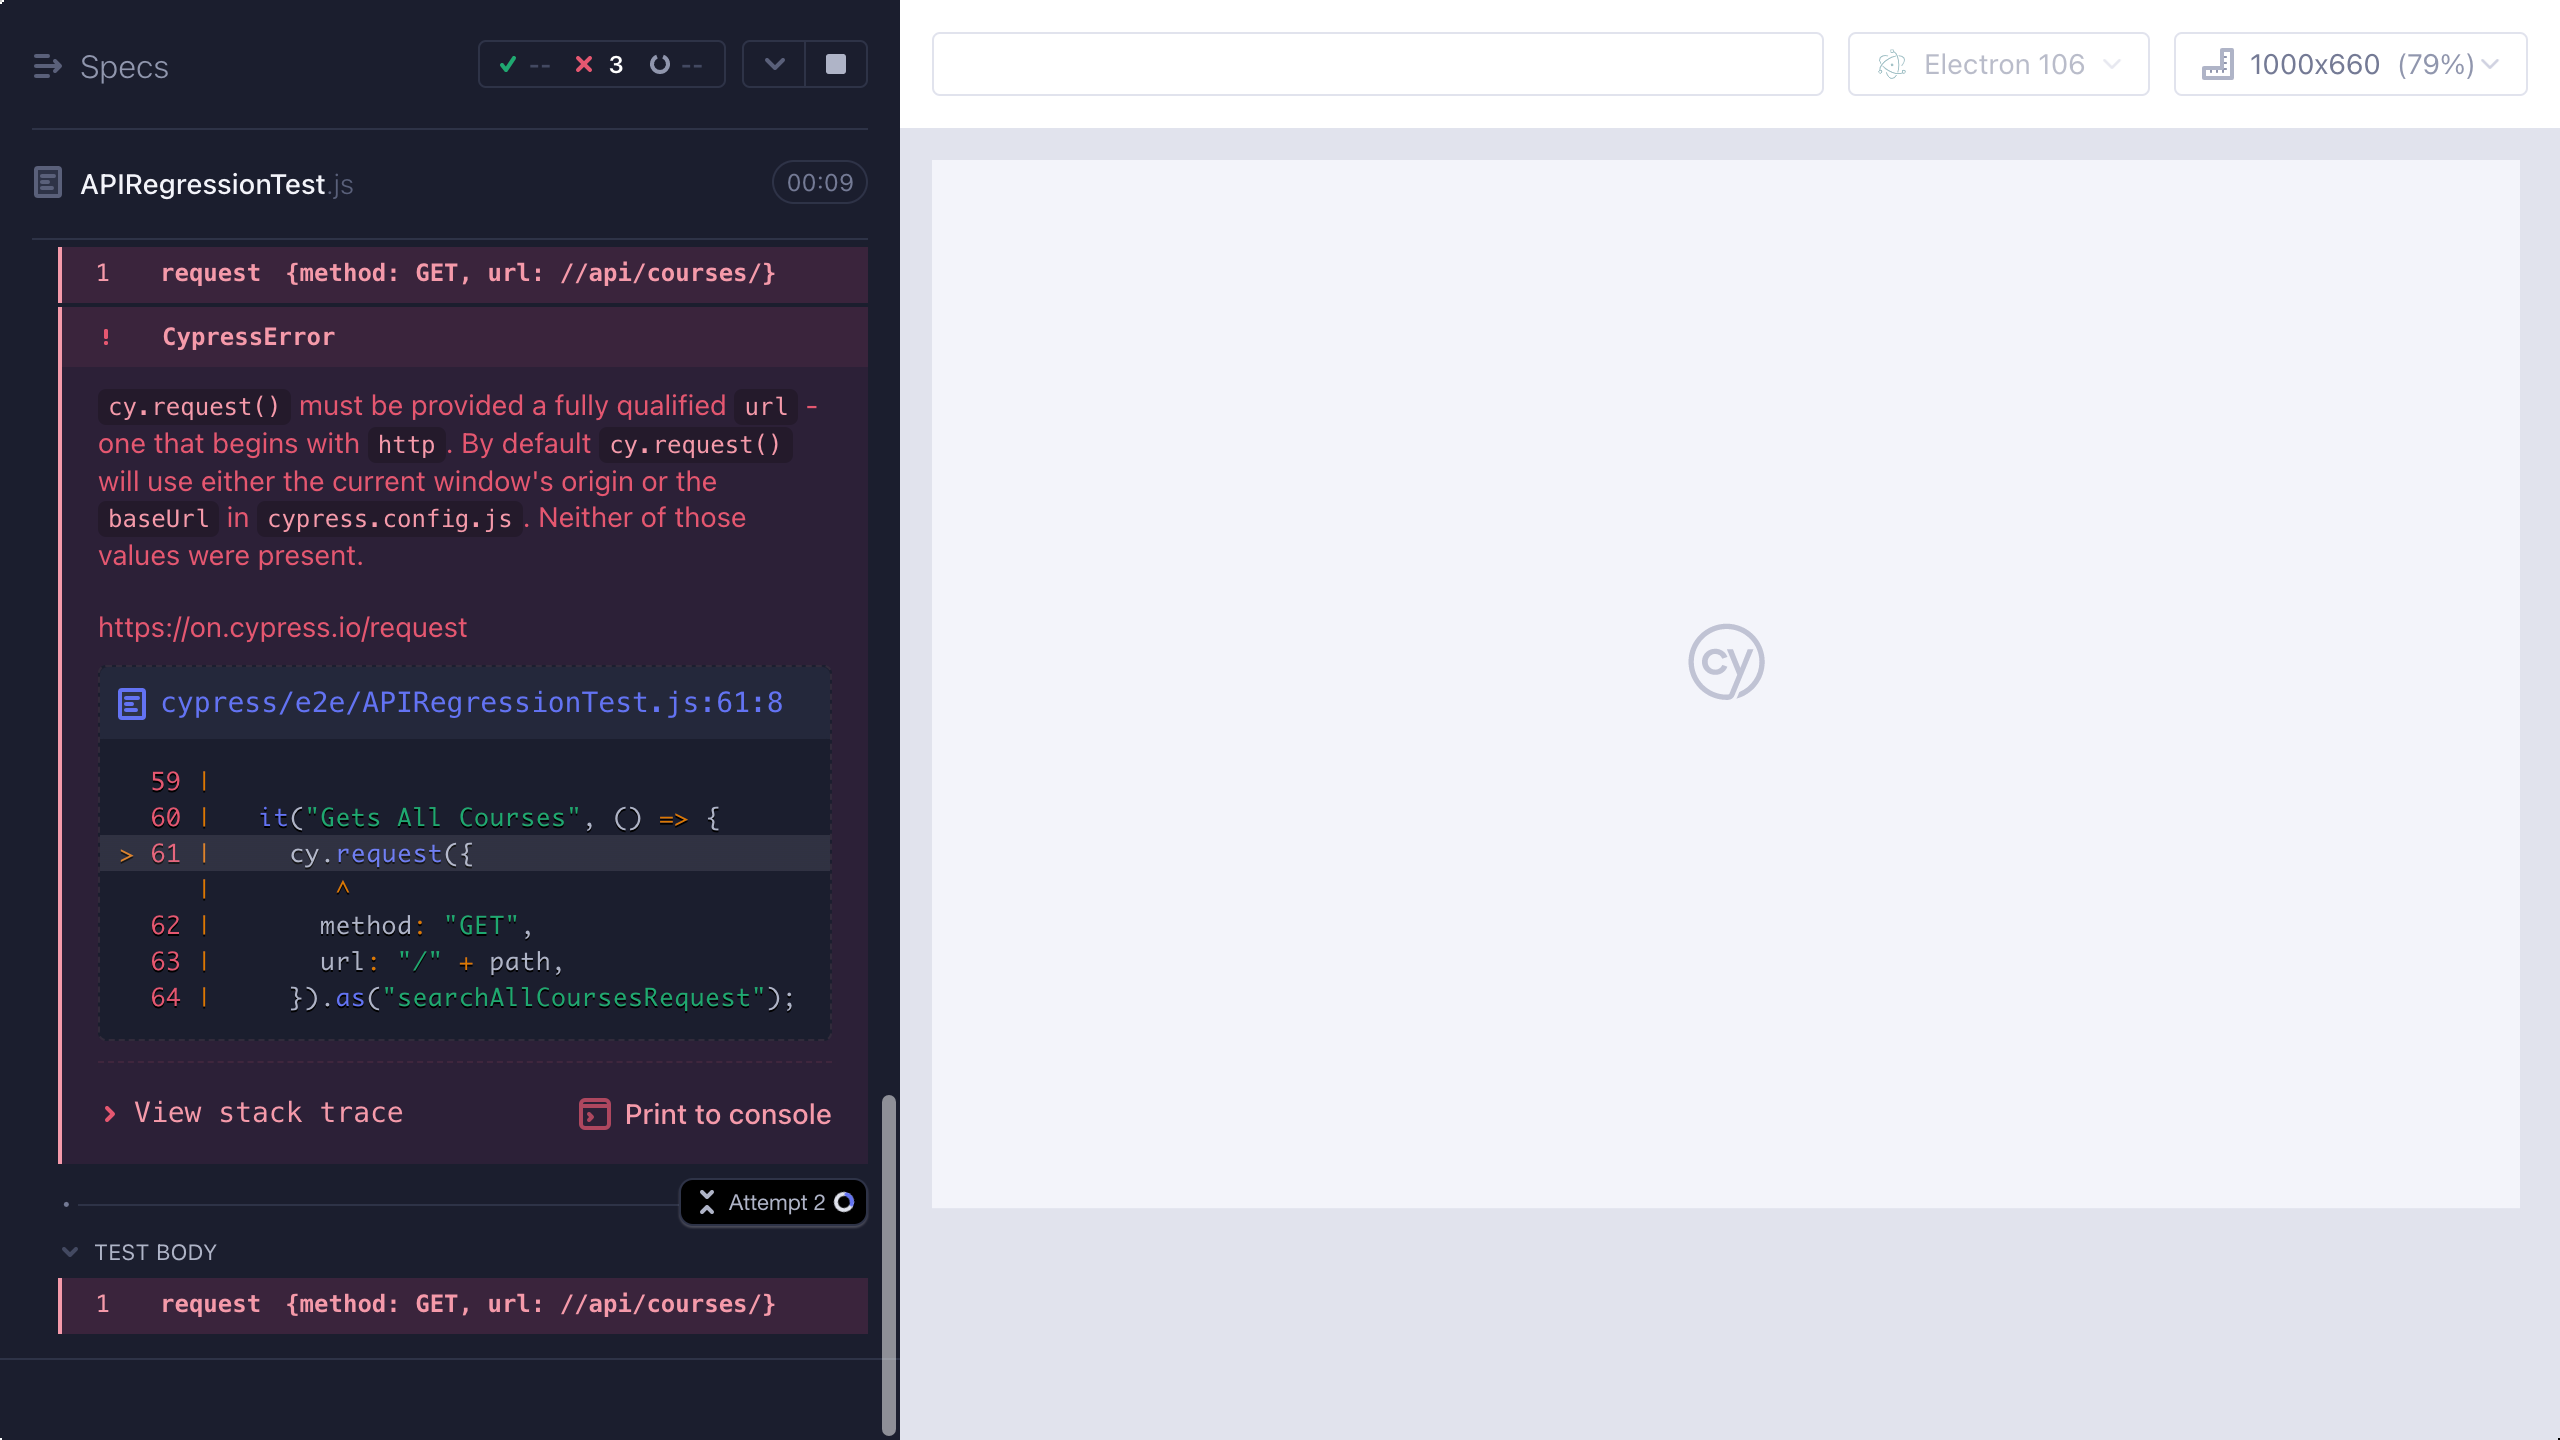 Specs
-- 3 --
APIRegressionTest.js
00:09
1 request {method: GET, url: //api/courses/}
! CypressError
cy.request() must be provided a fully qualified url -
one that begins with http. By default cy.request()
will use either the current window's origin or the
baseUrl in cypress.config.js. Neither of those
values were present.
https://on.cypress.io/request
cypress/e2e/APIRegressionTest.js:61:8
59 |
60 | it("Gets All Courses", () => {
> 61 | cy.request({
| ^
62 | method: "GET",
63 | url: "/" + path,
64 | }).as("searchAllCoursesRequest");
> View stack trace
Print to console
Attempt 2
TEST BODY
1 request {method: GET, url: //api/courses/}
Electron 106
1000x660 (79%)
cy